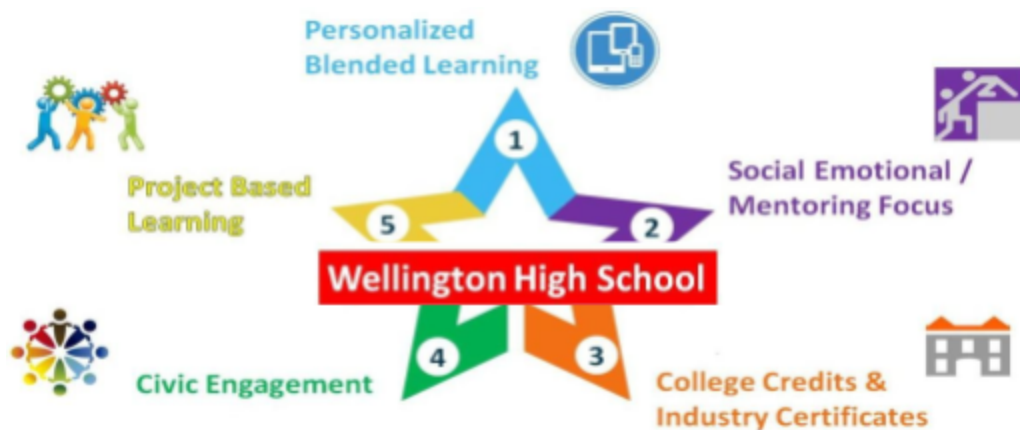 Personalized
Blended Learning
1
Social Emotional /
Mentoring Focus
2
Project Based
Learning
5
Wellington High School
4
3
Civic Engagement
College Credits &
Industry Certificates